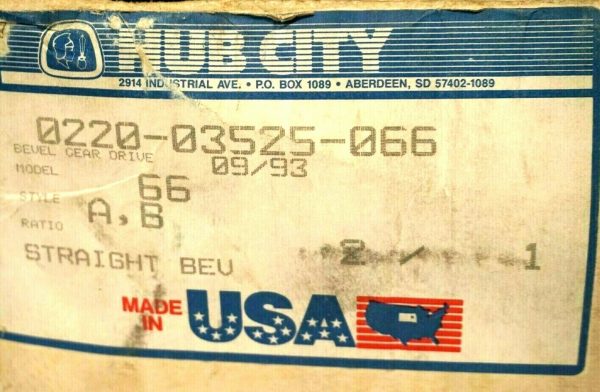 HUB CITY
2914 INDUSTRIAL AVE. • P.O. BOX 1089 • ABERDEEN, SD 57402-1089
0220-03525-066
BEVEL GEAR DRIVE 09/93
MODEL 66
STYLE A,B
RATIO
STRAIGHT BEV 2 / 1
MADE IN USA